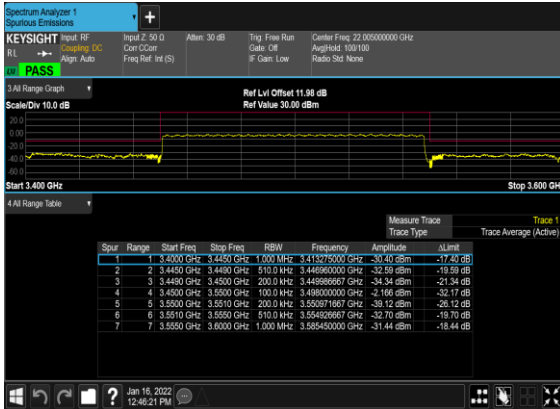 Spectrum Analyzer 1
Spurious Emissions
+
KEYSIGHT Input: RF Input Z: 50 Ω Atten: 30 dB Trig: Free Run Center Freq: 22.005000000 GHz
RL Coupling: DC Corr CCorr Gate: Off Avg|Hold: 100/100
Align: Auto Freq Ref: Int (S) IF Gain: Low Radio Std: None
PASS
3 All Range Graph Ref Lvl Offset 11.98 dB
Scale/Div 10.0 dB Ref Value 30.00 dBm
20.0
10.0
0.00
-20.0
-40.0
-60.0
Start 3.400 GHz Stop 3.600 GH
4 All Range Table
Measure Trace Trace 1
Trace Type Trace Average (Active)
Spur Range Start Freq Stop Freq RBW Frequency Amplitude ΔLimit
1 1 3.4000 GHz 3.4450 GHz 1.000 MHz 3.413275000 GHz -30.40 dBm -17.40 dB
2 2 3.4450 GHz 3.4490 GHz 510.0 kHz 3.446960000 GHz -32.59 dBm -19.59 dB
3 3 3.4490 GHz 3.4500 GHz 200.0 kHz 3.449986667 GHz -34.34 dBm -21.34 dB
4 4 3.4500 GHz 3.5500 GHz 100.0 kHz 3.498000000 GHz -2.166 dBm -32.17 dB
5 5 3.5500 GHz 3.5510 GHz 200.0 kHz 3.550971667 GHz -39.12 dBm -26.12 dB
6 6 3.5510 GHz 3.5550 GHz 510.0 kHz 3.554926667 GHz -32.70 dBm -19.70 dB
7 7 3.5550 GHz 3.6000 GHz 1.000 MHz 3.585450000 GHz -31.44 dBm -18.44 dB
? Jan 16, 2022
12:46:21 PM